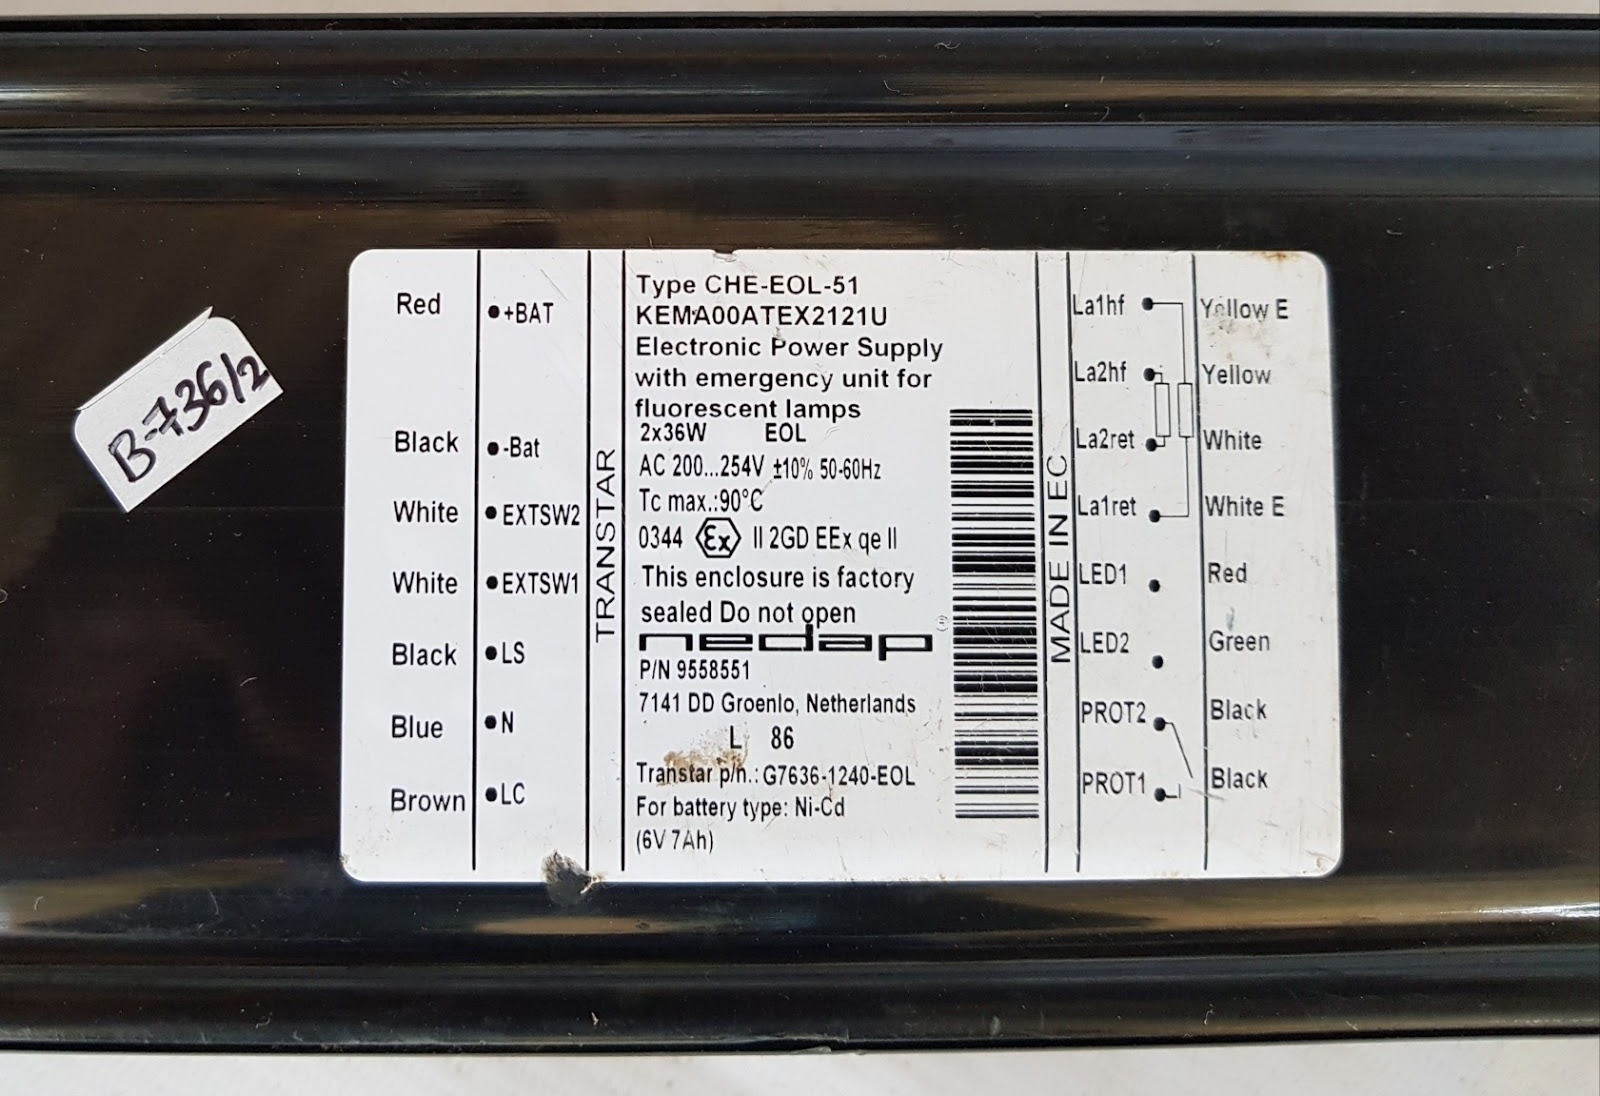 B-736/2
Red +BAT
Black -Bat
White EXTSW2
White EXTSW1
Black LS
Blue N
Brown LC
TRANSTAR
Type CHE-EOL-51
KEMA00ATEX2121U
Electronic Power Supply
with emergency unit for
fluorescent lamps
2x36W EOL
AC 200...254V ±10% 50-60Hz
Tc max.:90°C
0344 Ex II 2GD EEx qe II
This enclosure is factory
sealed Do not open
nedap ®
P/N 9558551
7141 DD Groenlo, Netherlands
L 86
Transtar p/n.: G7636-1240-EOL
For battery type: Ni-Cd
(6V 7Ah)
MADE IN EC
La1hf Yellow E
La2hf Yellow
La2ret White
La1ret White E
LED1 Red
LED2 Green
PROT2 Black
PROT1 Black